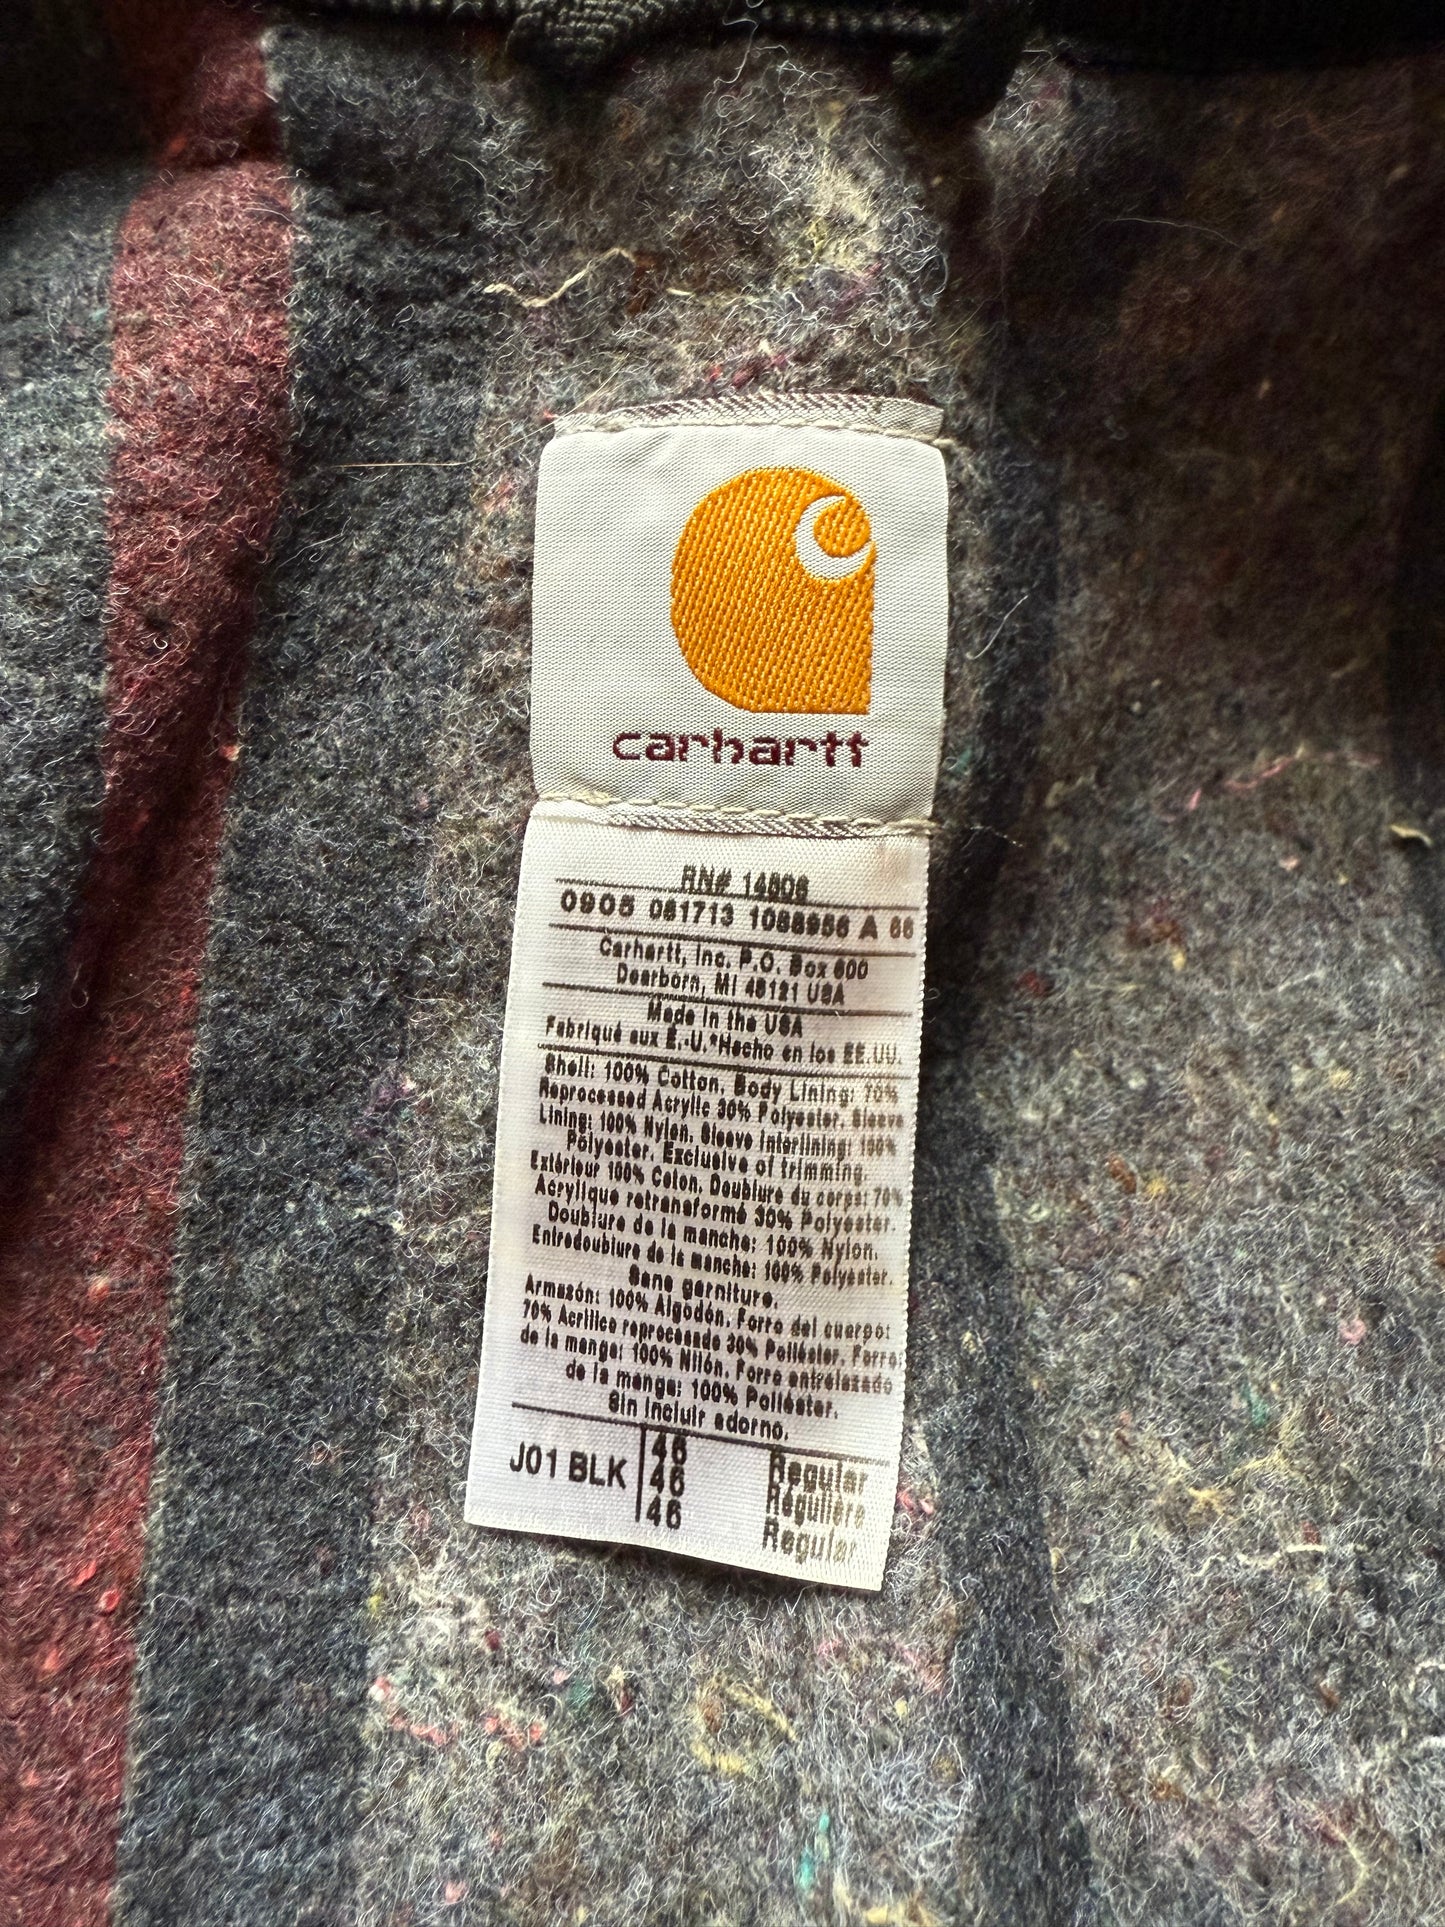 carhartt
RN# 14806
0905 081713 1088956 A 66
Carhartt, Inc. P.O. Box 600
Dearborn, MI 48121 USA
Made in the USA
Fabriqué aux E.-U.*Hecho en los EE.UU.
Shell: 100% Cotton. Body Lining: 70%
Reprocessed Acrylic 30% Polyester. Sleeve
Lining: 100% Nylon. Sleeve Interlining: 100%
Polyester. Exclusive of trimming.
Extérieur 100% Coton. Doublure du corps: 70%
Acrylique retransformé 30% Polyester.
Doublure de la manche: 100% Nylon.
Entredoublure de la manche: 100% Polyester.
Sans garniture.
Armazón: 100% Algodón. Forro del cuerpo:
70% Acrilico reprocesado 30% Poliéster. Forro
de la manga: 100% Nilón. Forro entrelazado
de la manga: 100% Poliéster.
Sin incluir adorno.
J01 BLK 46 Regular
46 Régulière
46 Regular